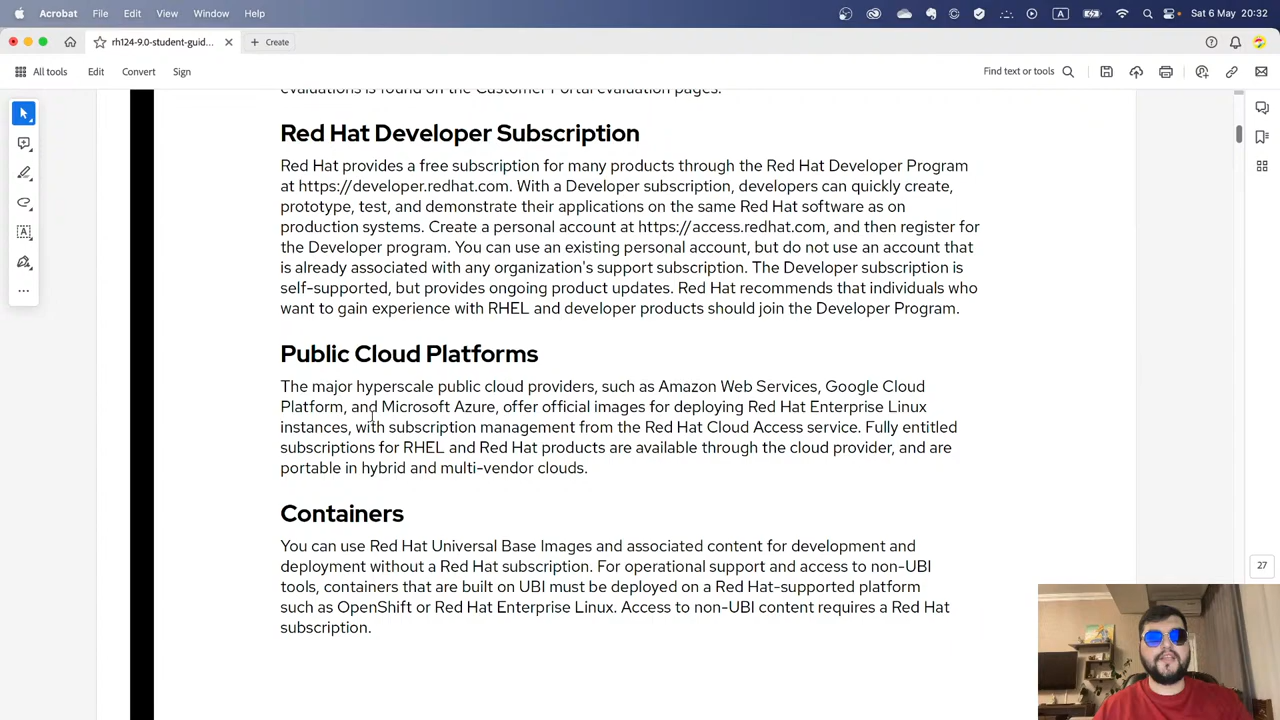 Acrobat File Edit View Window Help
A
Sat 6 May 20:32
rh124-9.0-student-guid...
Create
All tools Edit Convert Sign
Find text or tools
evaluations is found on the Customer Portal evaluation pages.
Red Hat Developer Subscription
Red Hat provides a free subscription for many products through the Red Hat Developer Program
at https://developer.redhat.com. With a Developer subscription, developers can quickly create,
prototype, test, and demonstrate their applications on the same Red Hat software as on
production systems. Create a personal account at https://access.redhat.com, and then register for
the Developer program. You can use an existing personal account, but do not use an account that
is already associated with any organization's support subscription. The Developer subscription is
self-supported, but provides ongoing product updates. Red Hat recommends that individuals who
want to gain experience with RHEL and developer products should join the Developer Program.
Public Cloud Platforms
The major hyperscale public cloud providers, such as Amazon Web Services, Google Cloud
Platform, and Microsoft Azure, offer official images for deploying Red Hat Enterprise Linux
instances, with subscription management from the Red Hat Cloud Access service. Fully entitled
subscriptions for RHEL and Red Hat products are available through the cloud provider, and are
portable in hybrid and multi-vendor clouds.
Containers
You can use Red Hat Universal Base Images and associated content for development and
deployment without a Red Hat subscription. For operational support and access to non-UBI
tools, containers that are built on UBI must be deployed on a Red Hat-supported platform
such as OpenShift or Red Hat Enterprise Linux. Access to non-UBI content requires a Red Hat
subscription.
27